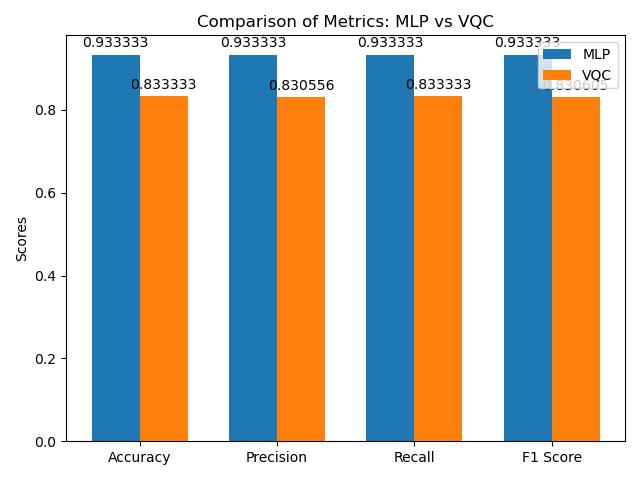 Comparison of Metrics: MLP vs VQC
0.933333
0.933333
0.933333
0.933333
MLP
VQC
0.833333
0.830556
0.833333
0.830605
0.8
0.6
0.4
0.2
0.0
Scores
Accuracy
Precision
Recall
F1 Score